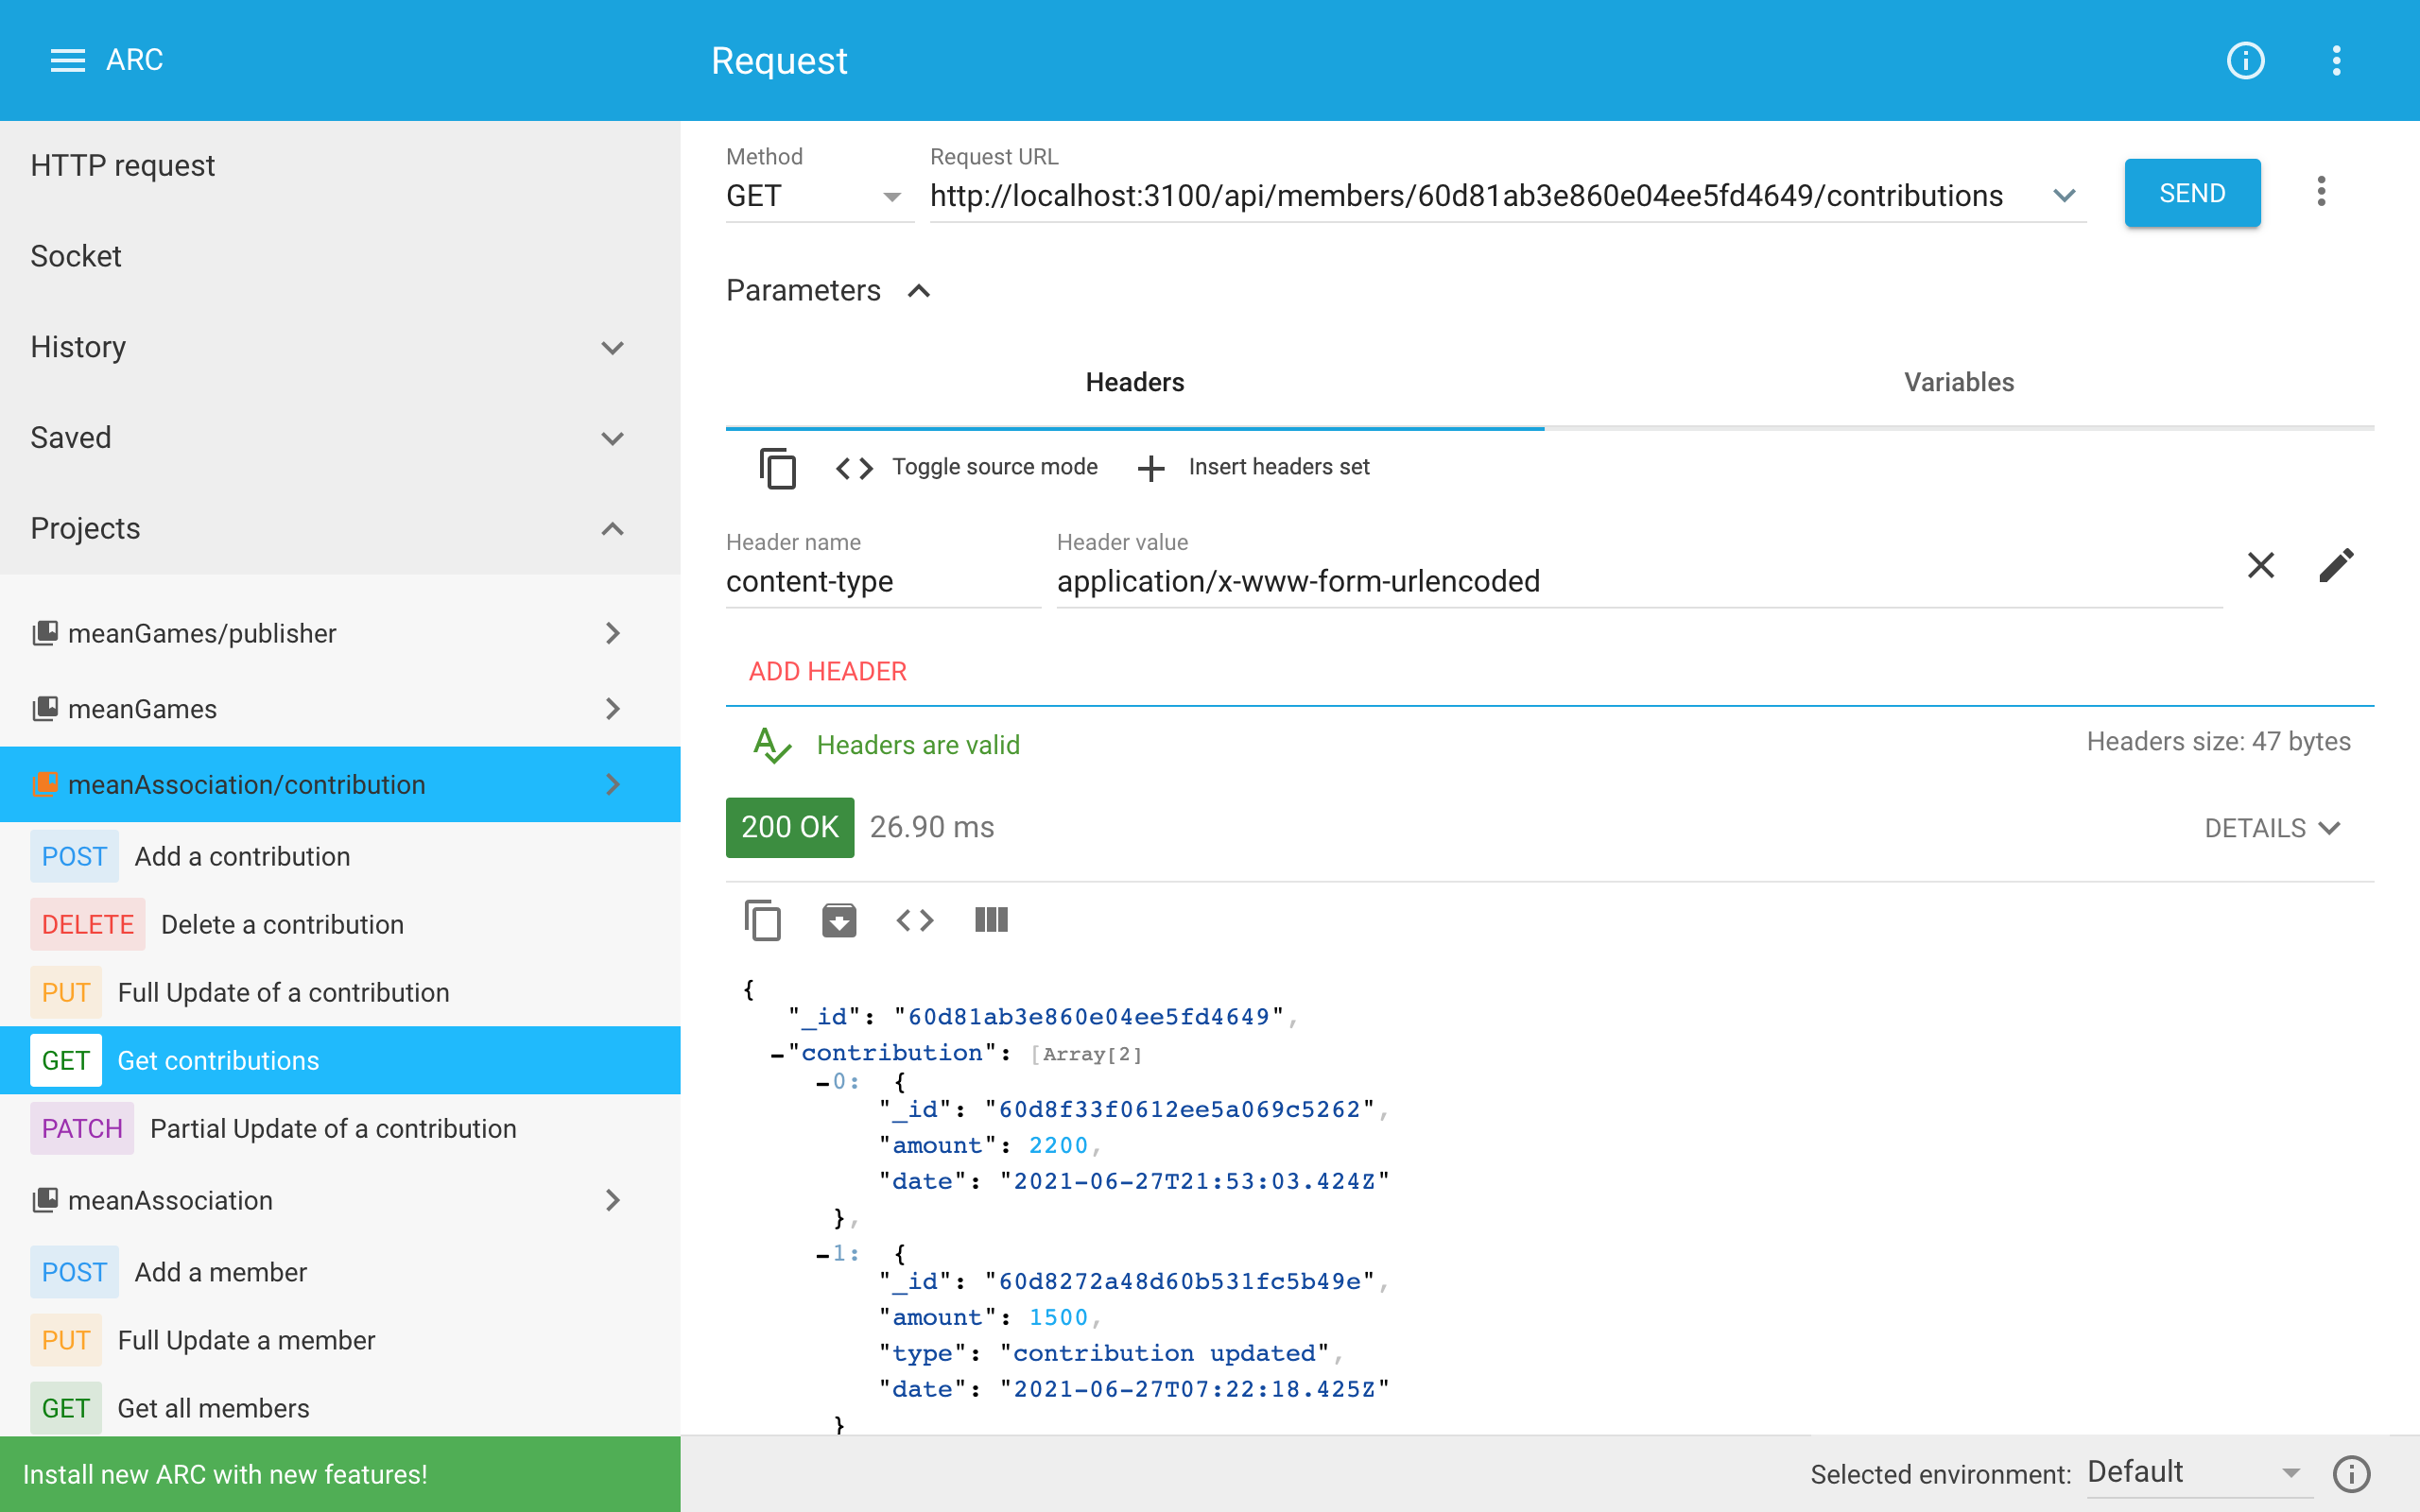 ARC
Request
HTTP request
Socket
History
Saved
Projects
meanGames/publisher
meanGames
meanAssociation/contribution
POST Add a contribution
DELETE Delete a contribution
PUT Full Update of a contribution
GET Get contributions
PATCH Partial Update of a contribution
meanAssociation
POST Add a member
PUT Full Update a member
GET Get all members
Install new ARC with new features!
Method
Request URL
GET
http://localhost:3100/api/members/60d81ab3e860e04ee5fd4649/contributions
SEND
Parameters
Headers
Variables
Toggle source mode
Insert headers set
Header name
Header value
content-type
application/x-www-form-urlencoded
ADD HEADER
Headers are valid
Headers size: 47 bytes
200 OK 26.90 ms
DETAILS
{
"_id": "60d81ab3e860e04ee5fd4649",
-"contribution": [Array[2]
-0: {
"_id": "60d8f33f0612ee5a069c5262",
"amount": 2200,
"date": "2021-06-27T21:53:03.424Z"
},
-1: {
"_id": "60d8272a48d60b531fc5b49e",
"amount": 1500,
"type": "contribution updated",
"date": "2021-06-27T07:22:18.425Z"
}
Selected environment: Default